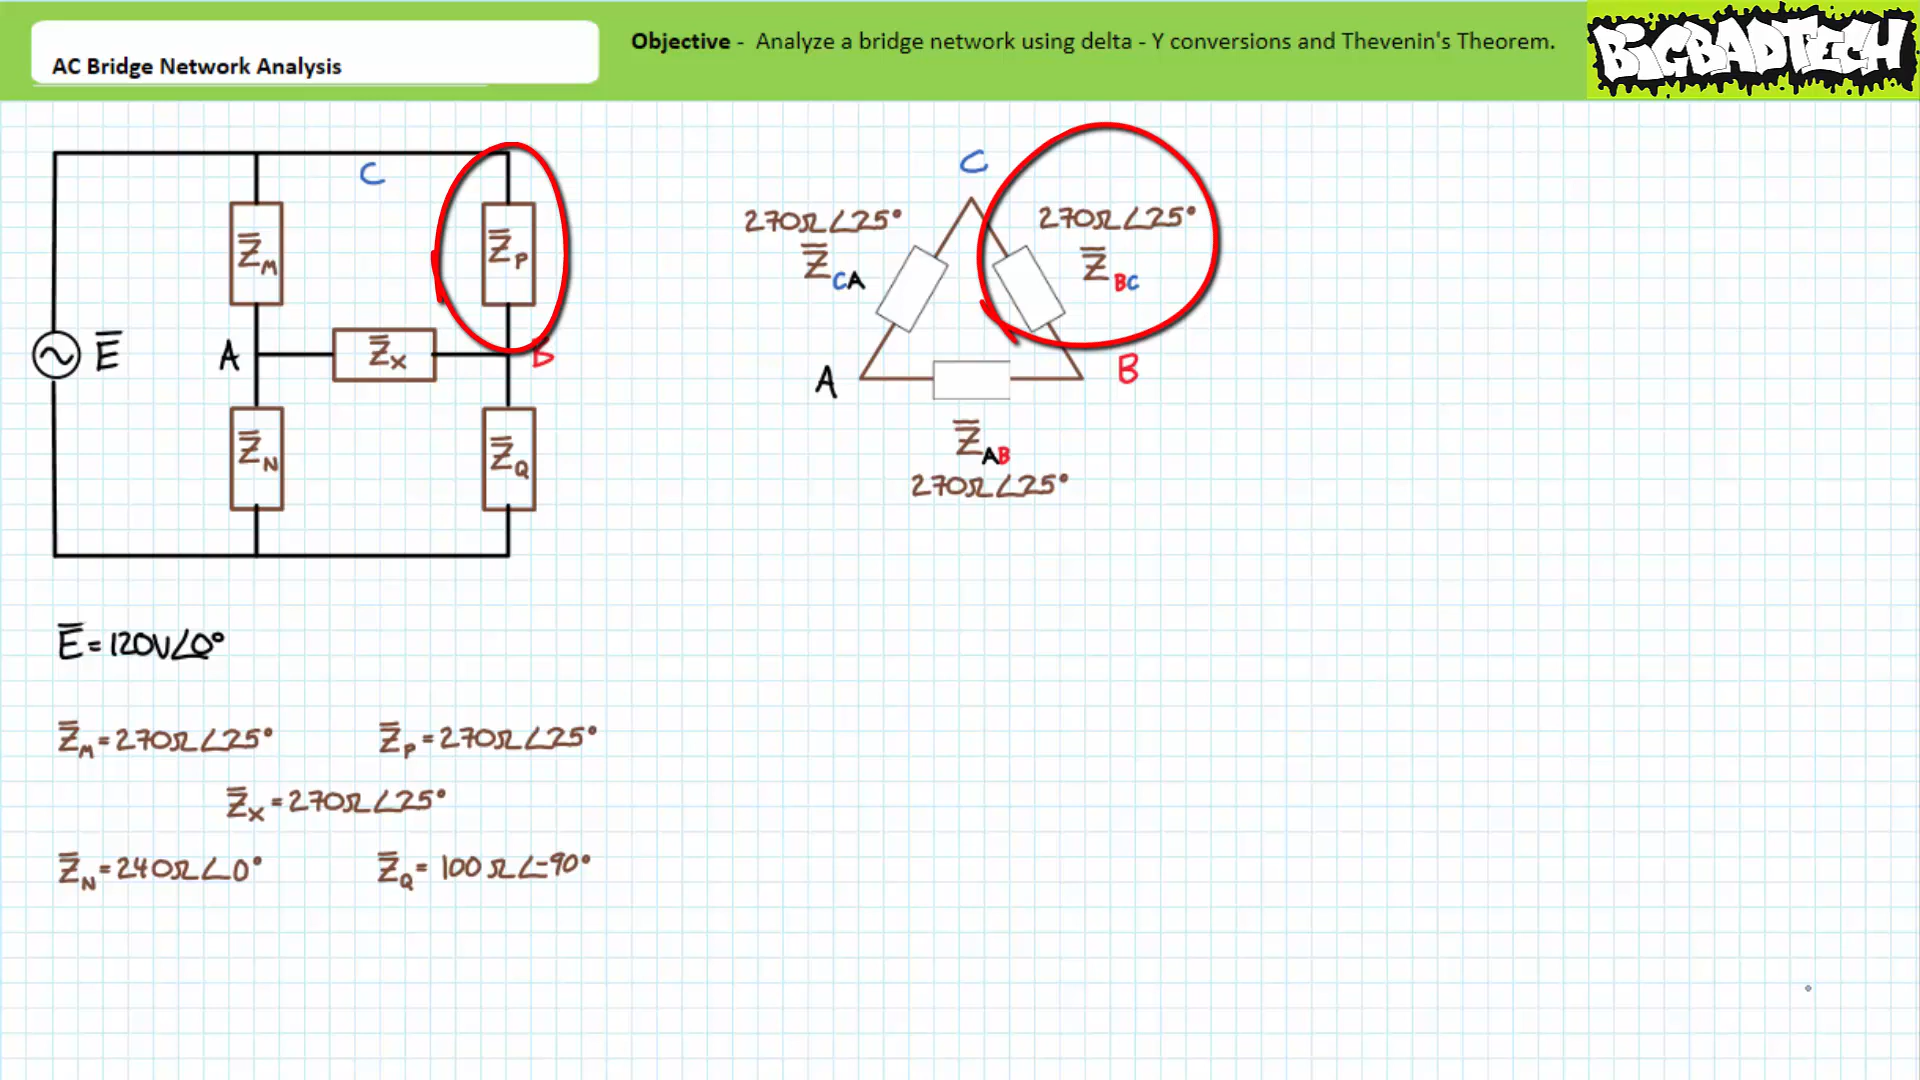 AC Bridge Network Analysis
Objective - Analyze a bridge network using delta - Y conversions and Thevenin's Theorem.
BIGBADTECH
C
Z̿M
Z̿P
E̅
A
Z̿X
B
Z̿N
Z̿Q
C
270Ω∠25°
270Ω∠25°
Z̿CA
Z̿BC
A
B
Z̿AB
270Ω∠25°
E̅ = 120V∠0°
Z̿M = 270Ω∠25°
Z̿P = 270Ω∠25°
Z̿X = 270Ω∠25°
Z̿N = 240Ω∠0°
Z̿Q = 100Ω∠-90°